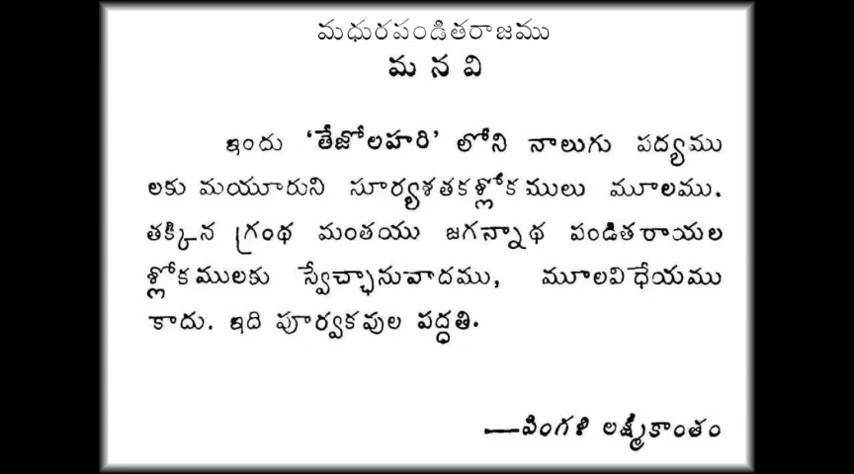 మధురపండితరాజము
మ న వి
ఇందు 'తేజోలహరి' లోని నాలుగు పద్యము
లకు మయూరుని సూర్యశతకశ్లోకములు మూలము.
తక్కిన గ్రంథ మంతయు జగన్నాథ పండితరాయల
శ్లోకములకు స్వేచ్ఛానువాదము, మూలవిధేయము
కాదు. ఇది పూర్వకవుల పద్ధతి.
—పింగళి లక్ష్మీకాంతం